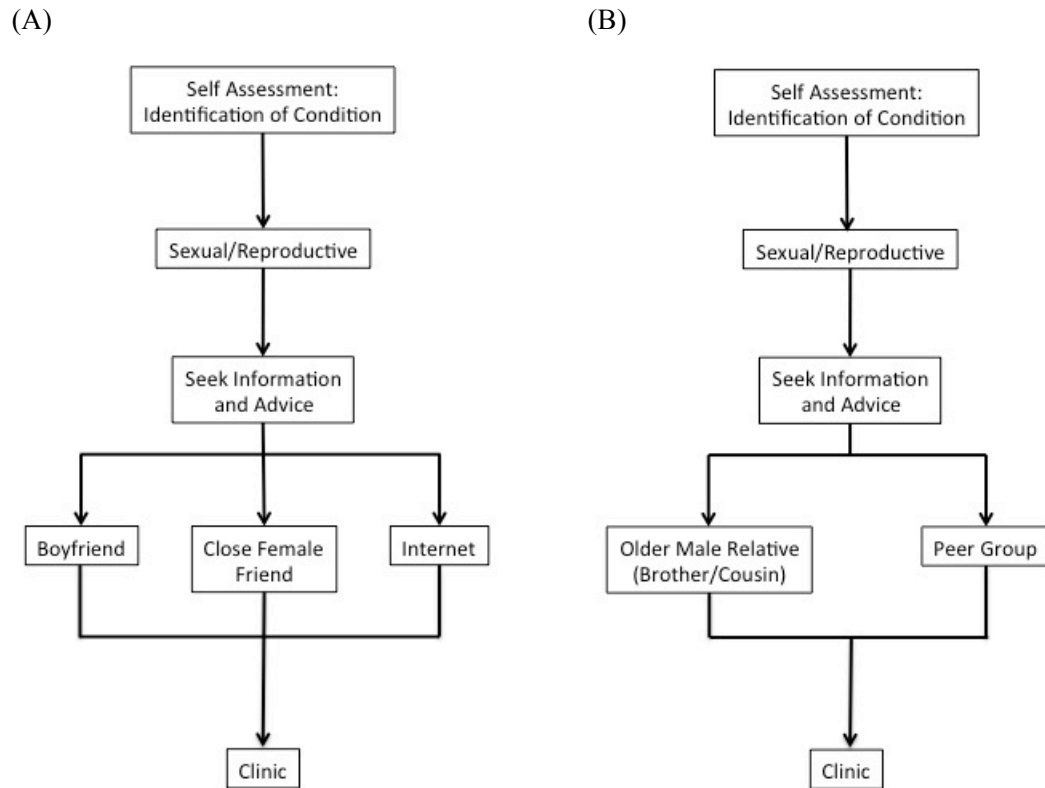 (A)
Self Assessment:
Identification of Condition
Sexual/Reproductive
Seek Information
and Advice
Boyfriend
Close Female
Friend
Internet
Clinic
(B)
Self Assessment:
Identification of Condition
Sexual/Reproductive
Seek Information
and Advice
Older Male Relative
(Brother/Cousin)
Peer Group
Clinic